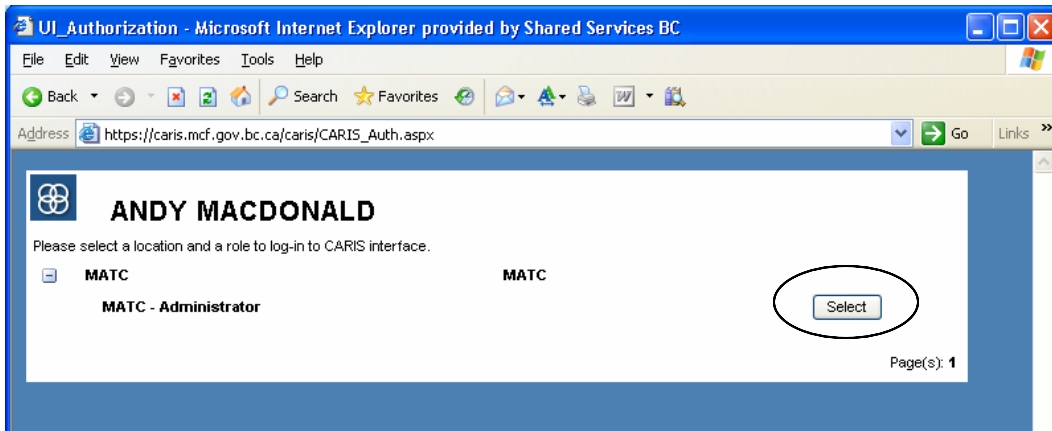 UI_Authorization - Microsoft Internet Explorer provided by Shared Services BC
File Edit View Favorites Tools Help
Back Search Favorites W
Address https://caris.mcf.gov.bc.ca/caris/CARIS_Auth.aspx Go Links »
ANDY MACDONALD
Please select a location and a role to log-in to CARIS interface.
MATC MATC
MATC - Administrator Select
Page(s): 1